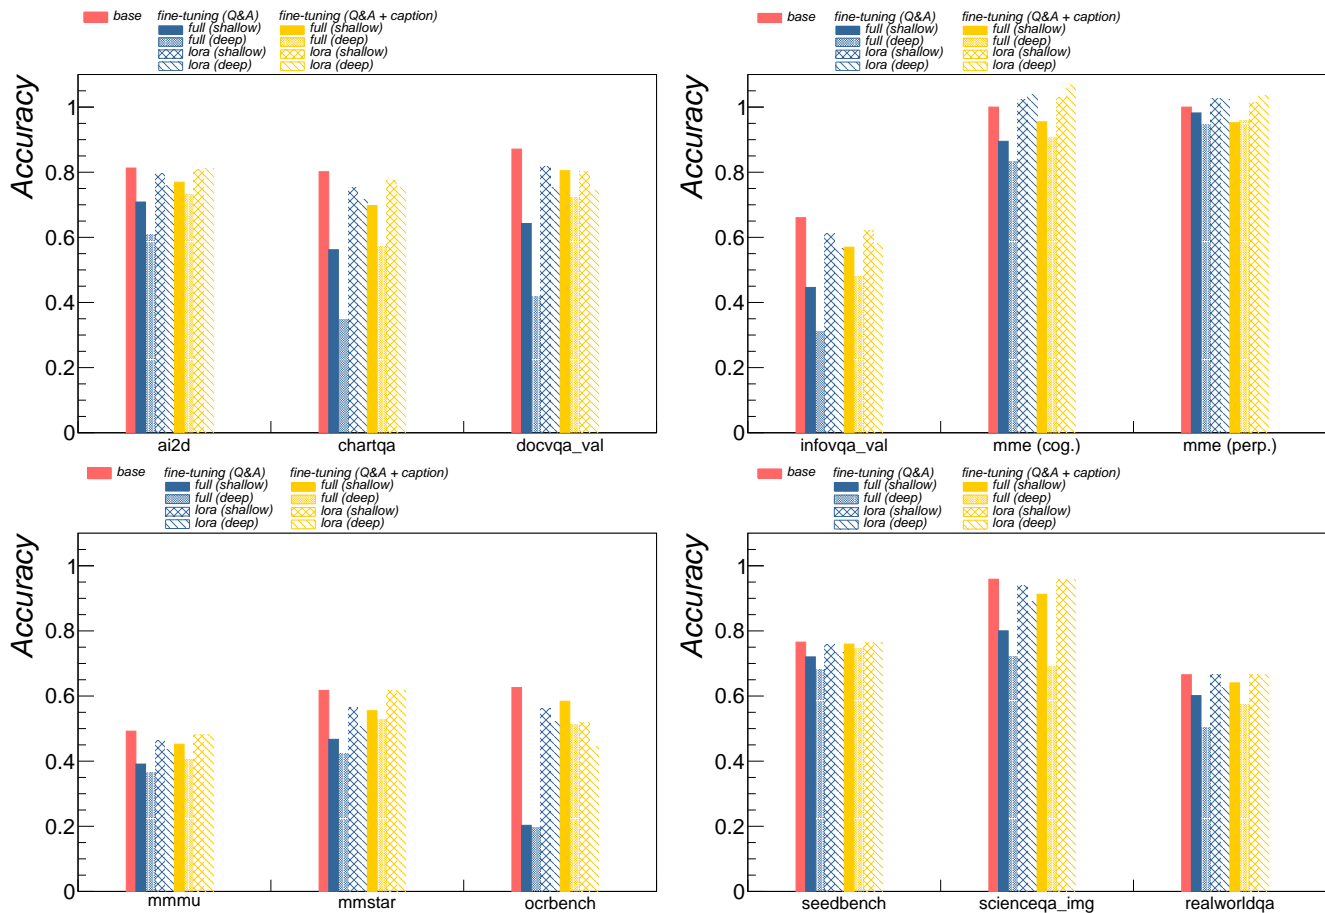 base fine-tuning (Q&A) fine-tuning (Q&A + caption)
full (shallow) full (shallow)
full (deep) full (deep)
lora (shallow) lora (shallow)
lora (deep) lora (deep)
Accuracy
1
0.8
0.6
0.4
0.2
0
ai2d chartqa docvqa_val
base fine-tuning (Q&A) fine-tuning (Q&A + caption)
full (shallow) full (shallow)
full (deep) full (deep)
lora (shallow) lora (shallow)
lora (deep) lora (deep)
Accuracy
1
0.8
0.6
0.4
0.2
0
infovqa_val mme (cog.) mme (perp.)
base fine-tuning (Q&A) fine-tuning (Q&A + caption)
full (shallow) full (shallow)
full (deep) full (deep)
lora (shallow) lora (shallow)
lora (deep) lora (deep)
Accuracy
1
0.8
0.6
0.4
0.2
0
mmmu mmstar ocrbench
base fine-tuning (Q&A) fine-tuning (Q&A + caption)
full (shallow) full (shallow)
full (deep) full (deep)
lora (shallow) lora (shallow)
lora (deep) lora (deep)
Accuracy
1
0.8
0.6
0.4
0.2
0
seedbench scienceqa_img realworldqa